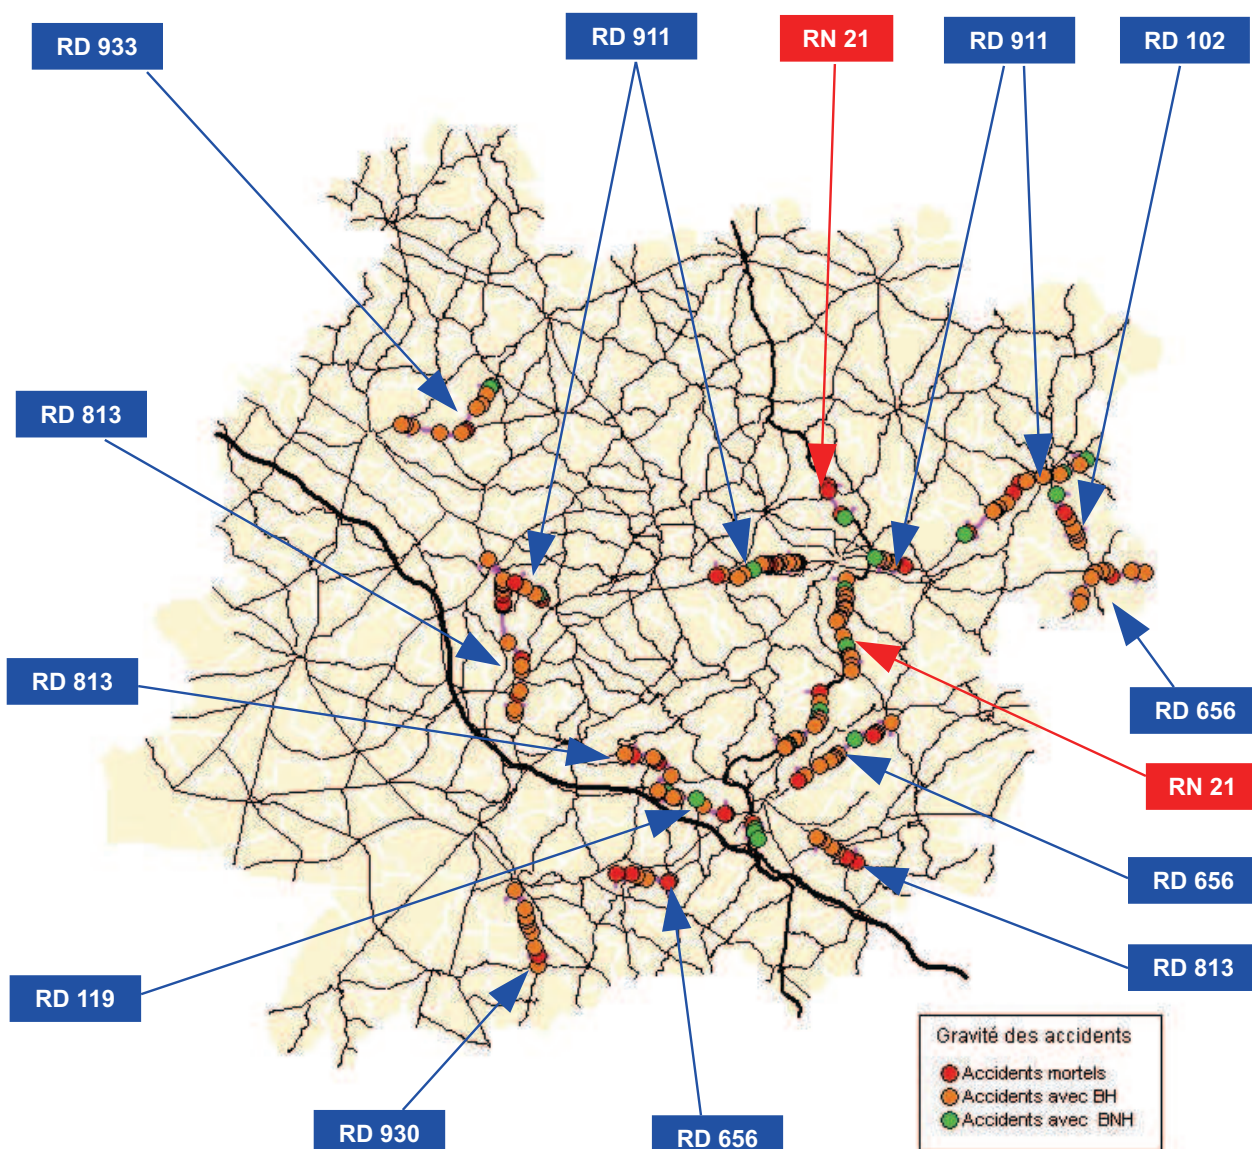 RD 933
RD 911
RN 21
RD 911
RD 102
RD 813
RD 813
RD 656
RN 21
RD 656
RD 813
RD 119
RD 930
RD 656
Gravité des accidents
Accidents mortels
Accidents avec BH
Accidents avec BNH